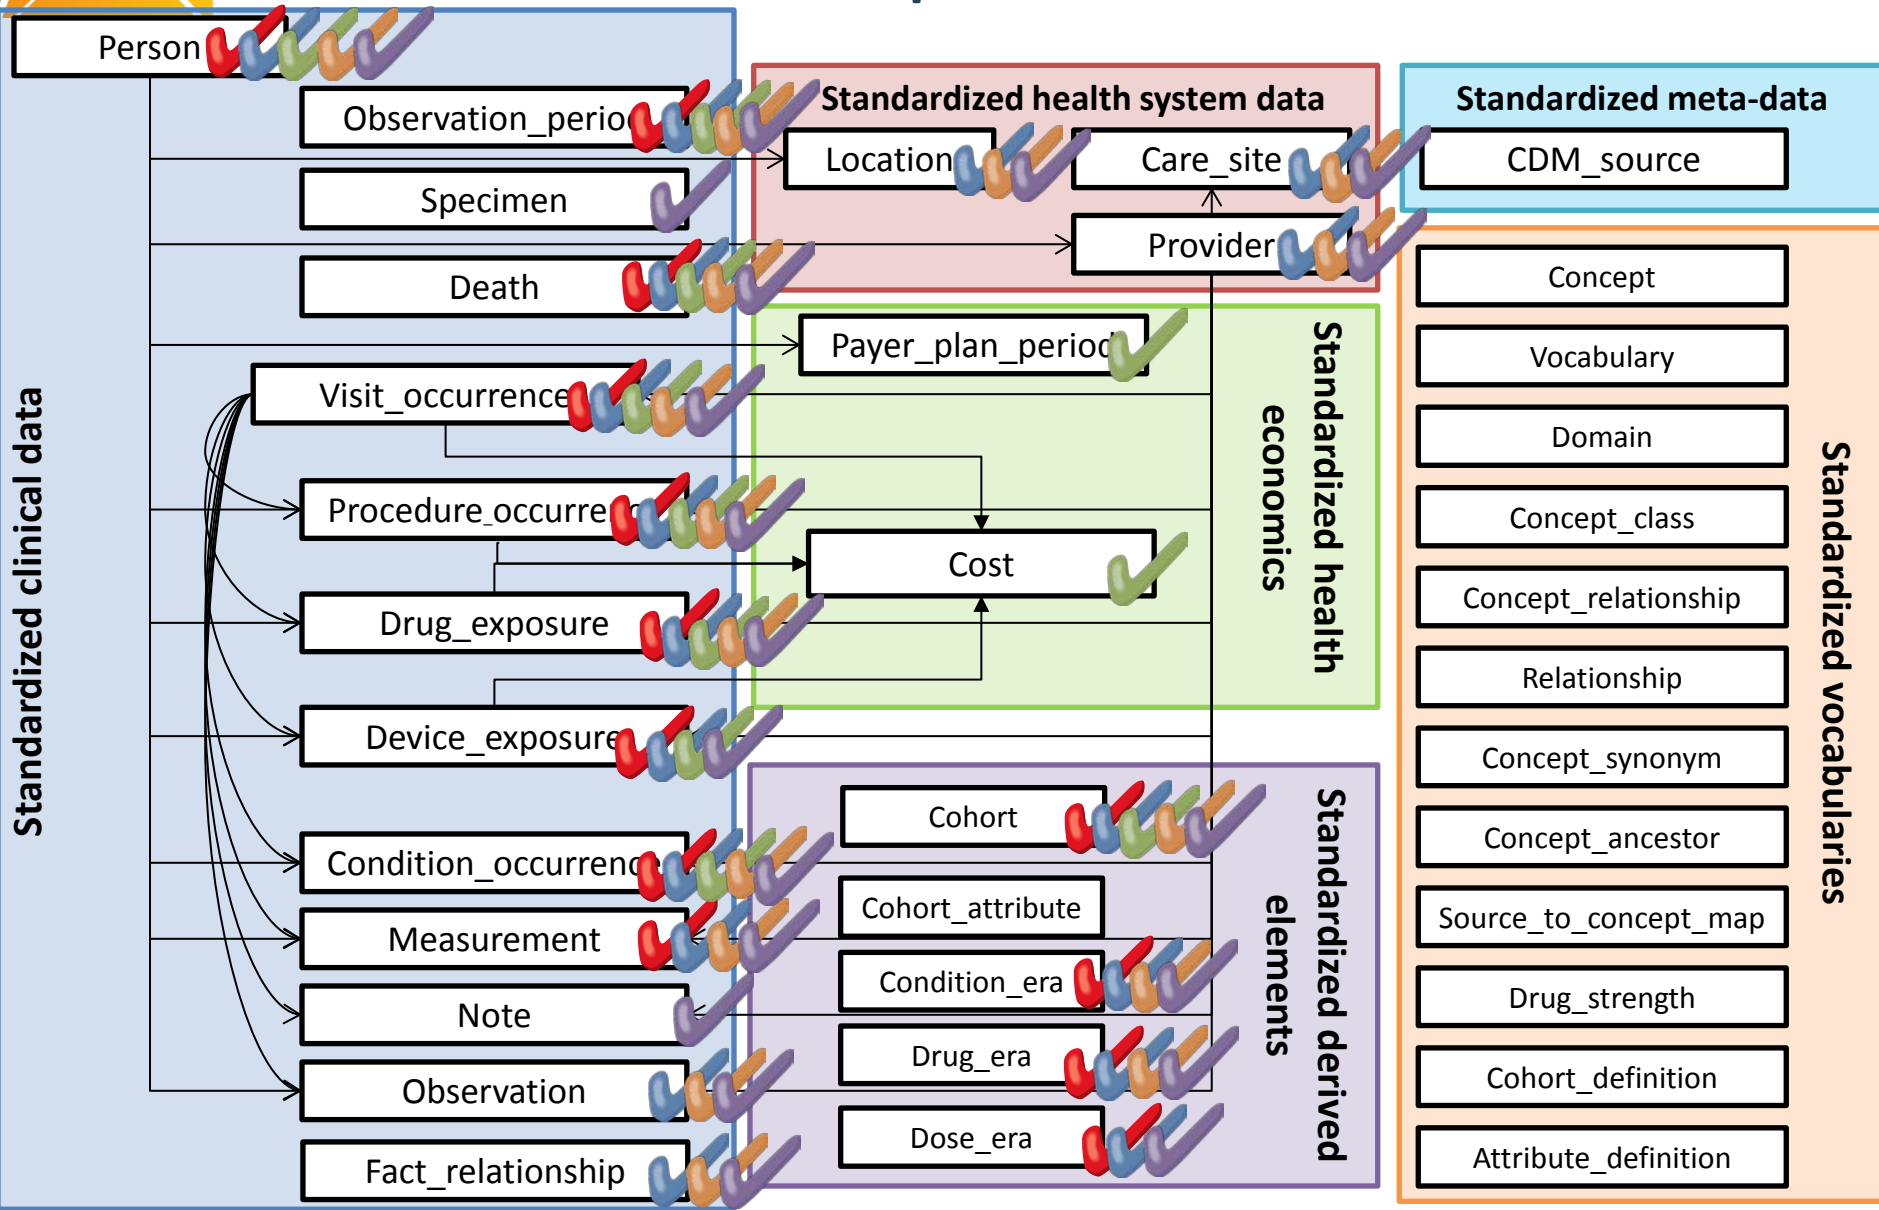 Person
Observation_perio
Specimen
Death
Visit_occurrence
Procedure_occurre
Drug_exposure
Device_exposure
Condition_occurrence
Measurement
Note
Observation
Fact_relationship
Standardized clinical data
Standardized health system data
Location
Care_site
Provider
Payer_plan_period
Cost
Standardized health
economics
Cohort
Cohort_attribute
Condition_era
Drug_era
Dose_era
Standardized derived
elements
Standardized meta-data
CDM_source
Concept
Vocabulary
Domain
Concept_class
Concept_relationship
Relationship
Concept_synonym
Concept_ancestor
Source_to_concept_map
Drug_strength
Cohort_definition
Attribute_definition
Standardized vocabularies